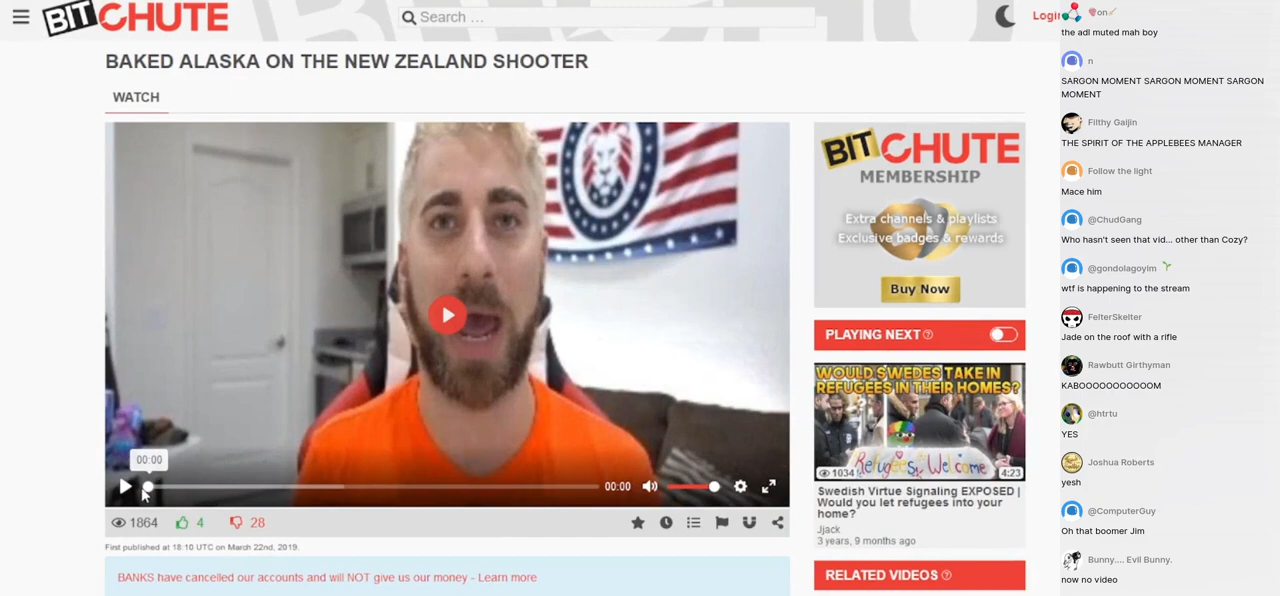 BITCHUTE
Search ...
Login
BAKED ALASKA ON THE NEW ZEALAND SHOOTER
WATCH
00:00
00:00
1864
4
28
First published at 18:10 UTC on March 22nd, 2019.
BANKS have cancelled our accounts and will NOT give us our money - Learn more
BITCHUTE
MEMBERSHIP
Extra channels & playlists
Exclusive badges & rewards
Buy Now
PLAYING NEXT
WOULD SWEDES TAKE IN
REFUGEES IN THEIR HOMES?
Refugees Welcome
1034
4:23
Swedish Virtue Signaling EXPOSED |
Would you let refugees into your
home?
Jjack
3 years, 9 months ago
RELATED VIDEOS
on
the adl muted mah boy
n
SARGON MOMENT SARGON MOMENT SARGON
MOMENT
Filthy Gaijin
THE SPIRIT OF THE APPLEBEES MANAGER
Follow the light
Mace him
@ChudGang
Who hasn't seen that vid... other than Cozy?
@gondolagoyim
wtf is happening to the stream
FelterSkelter
Jade on the roof with a rifle
Rawbutt Girthyman
KABOOOOOOOOOOOM
@htrtu
YES
Joshua Roberts
yesh
@ComputerGuy
Oh that boomer Jim
Bunny.... Evil Bunny.
now no video